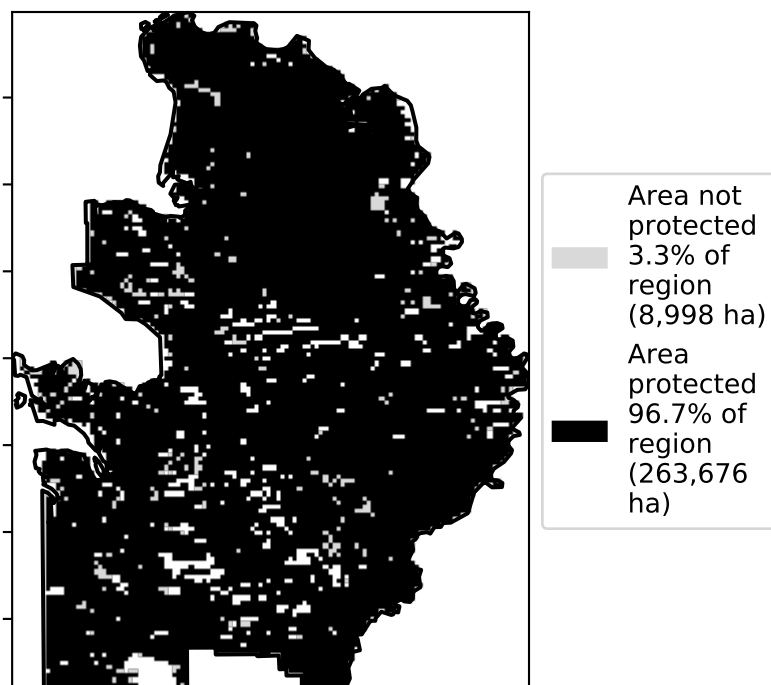 Area not
protected
3.3% of
region
(8,998 ha)
Area
protected
96.7% of
region
(263,676
ha)